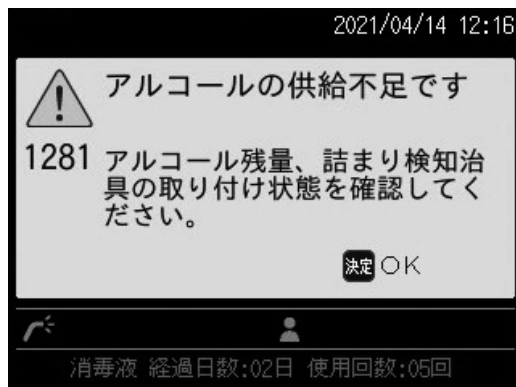 2021/04/14 12:16
アルコールの供給不足です
1281 アルコール残量、詰まり検知治
具の取り付け状態を確認してく
ださい。
決定 OK
消毒液 経過日数:02日 使用回数:05回